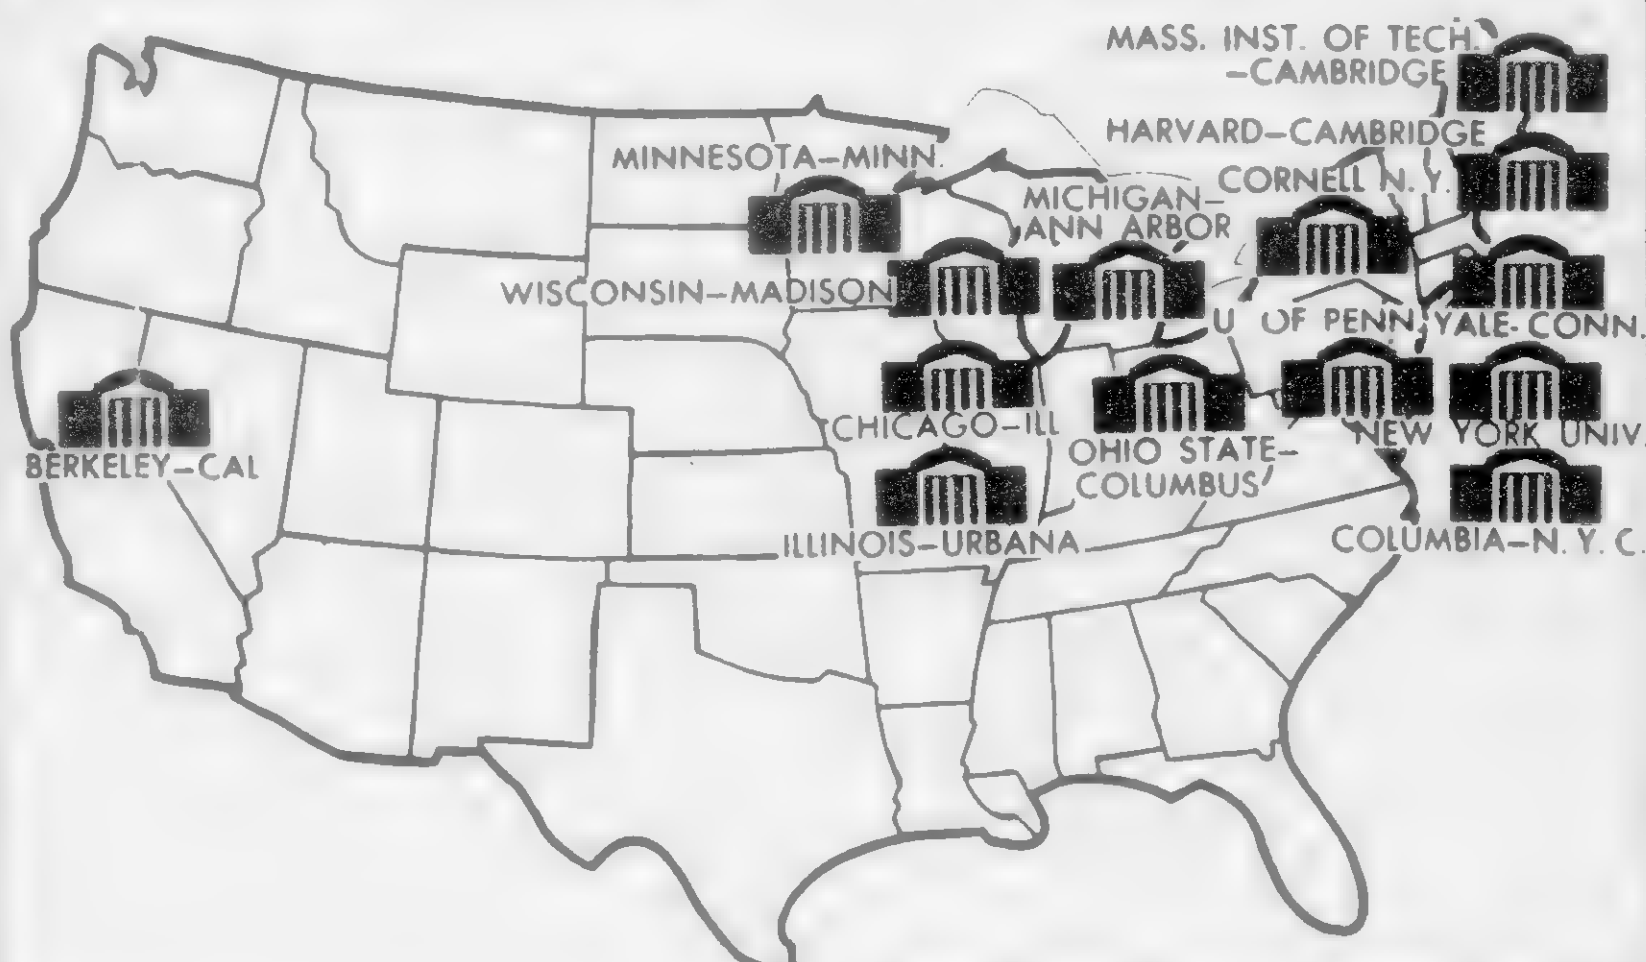 MASS. INST. OF TECH.
-CAMBRIDGE
HARVARD-CAMBRIDGE
MINNESOTA-MINN.
CORNELL N.Y.
MICHIGAN-
ANN ARBOR
WISCONSIN-MADISON
U OF PENN.
YALE-CONN.
CHICAGO-ILL
NEW YORK UNIV.
OHIO STATE-
COLUMBUS
BERKELEY-CAL
ILLINOIS-URBANA
COLUMBIA-N.Y.C.